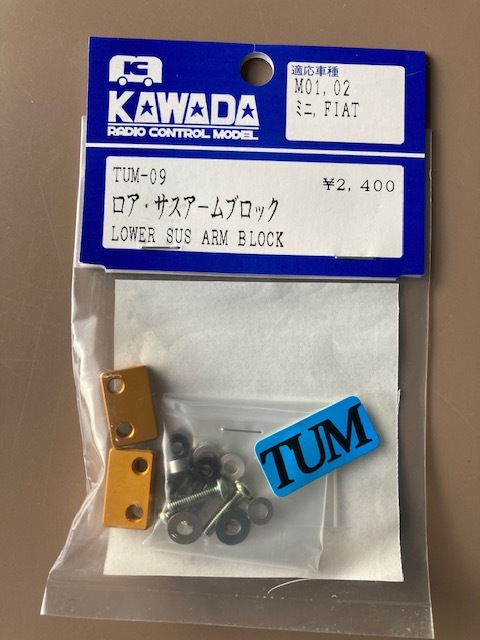 KAWADA
RADIO CONTROL MODEL
適応車種
M01,02
ミニ,FIAT
TUM-09
¥2,400
ロア・サスアームブロック
LOWER SUS ARM BLOCK
TUM